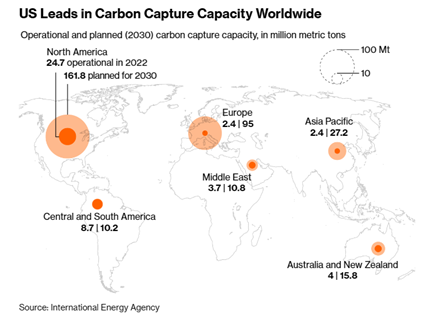 US Leads in Carbon Capture Capacity Worldwide
Operational and planned (2030) carbon capture capacity, in million metric tons
North America
24.7 operational in 2022
161.8 planned for 2030
100 Mt
10
Europe
2.4 | 95
Asia Pacific
2.4 | 27.2
Middle East
3.7 | 10.8
Central and South America
8.7 | 10.2
Australia and New Zealand
4 | 15.8
Source: International Energy Agency